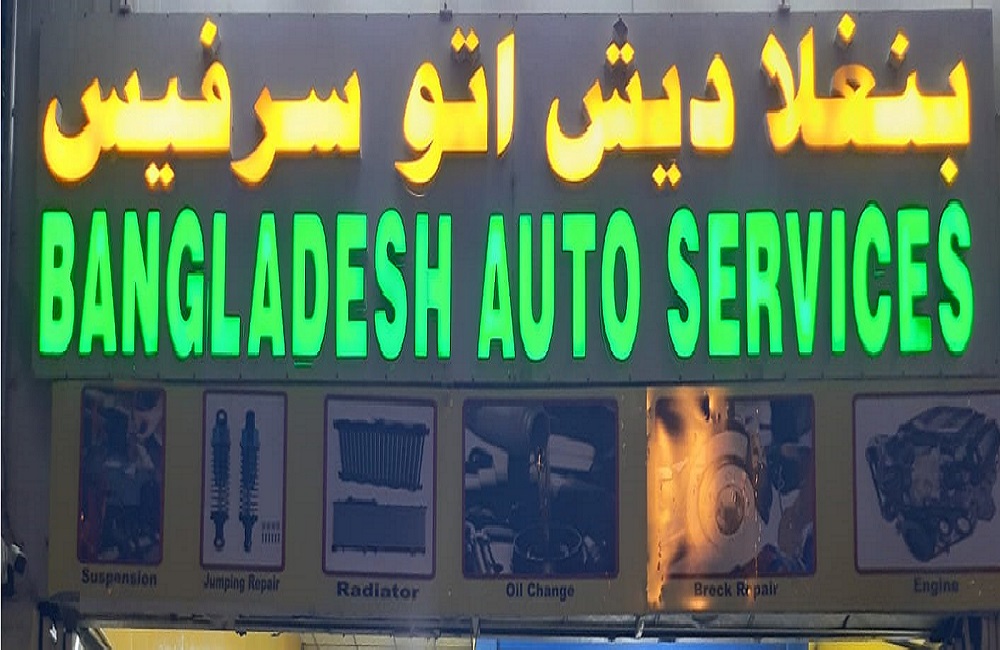 بنغلا ديش اتو سرفيس
BANGLADESH AUTO SERVICES
Suspension
Jumping Repair
Radiator
Oil Change
Breck Repair
Engine